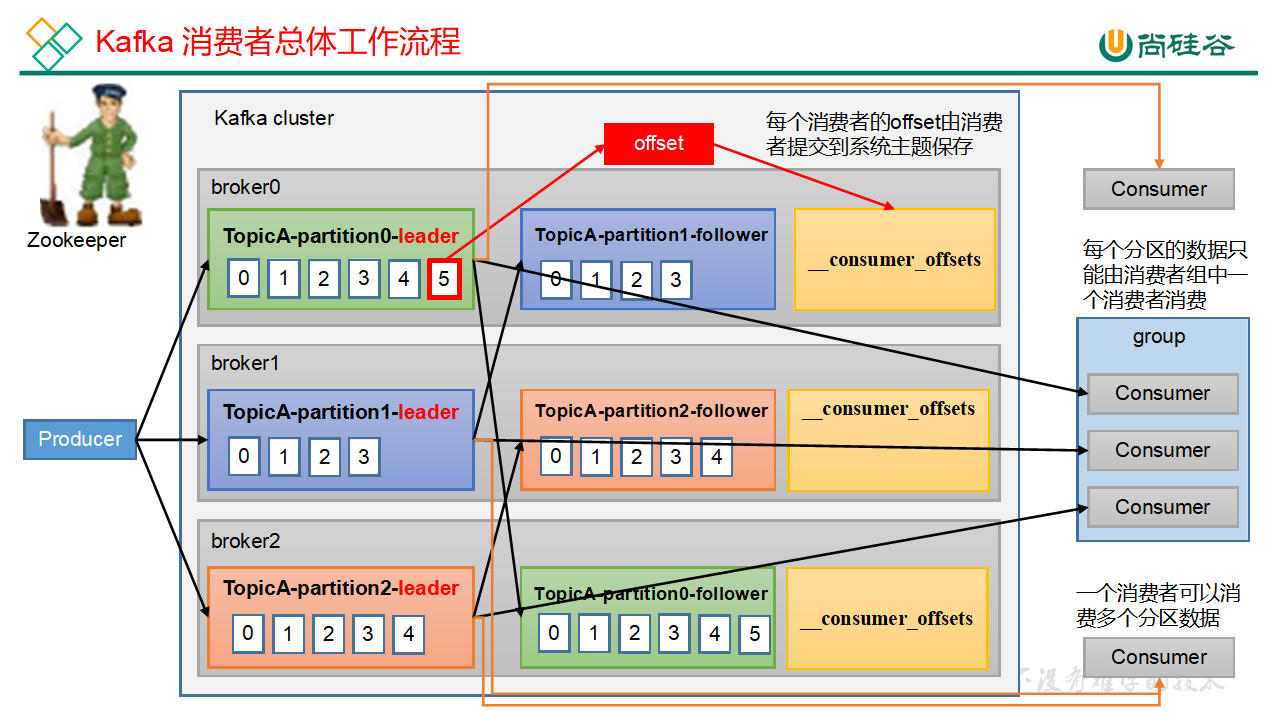 Kafka 消费者总体工作流程
尚硅谷
Zookeeper
Kafka cluster
offset
每个消费者的offset由消费
者提交到系统主题保存
broker0
TopicA-partition0-leader
0 1 2 3 4 5
TopicA-partition1-follower
0 1 2 3
__consumer_offsets
Consumer
每个分区的数据只
能由消费者组中一
个消费者消费
group
Consumer
Consumer
Consumer
broker1
TopicA-partition1-leader
0 1 2 3
TopicA-partition2-follower
0 1 2 3 4
__consumer_offsets
Producer
broker2
TopicA-partition2-leader
0 1 2 3 4
TopicA-partition0-follower
0 1 2 3 4 5
__consumer_offsets
一个消费者可以消
费多个分区数据
Consumer
没有难学的技术